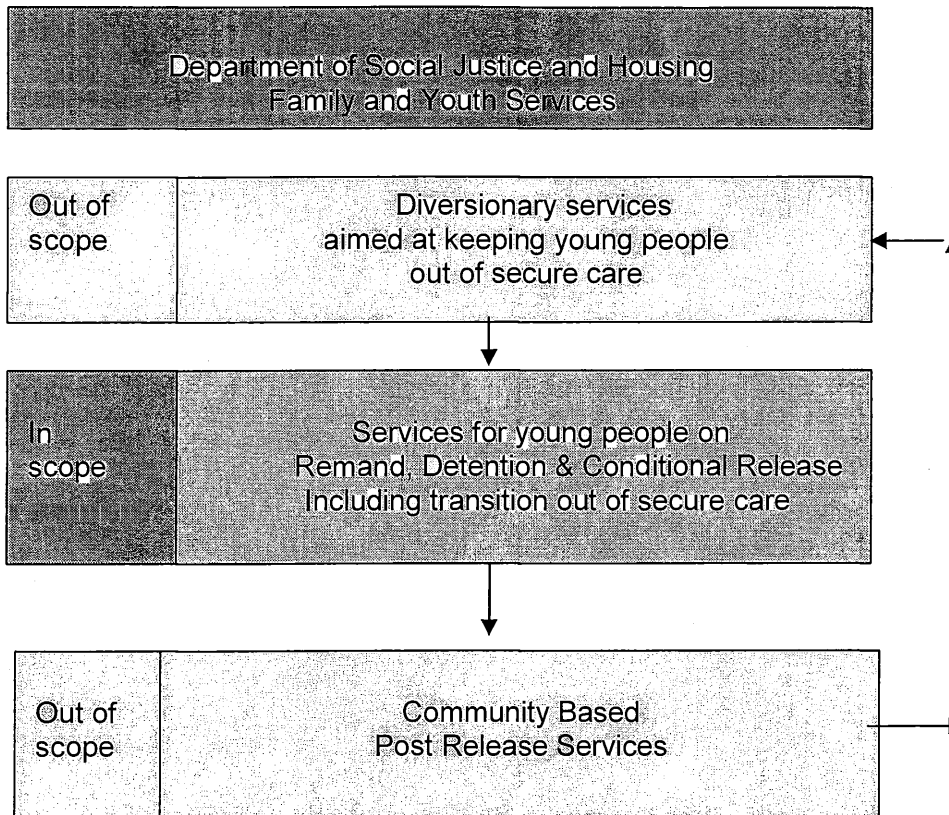 Department of Social Justice and Housing
Family and Youth Services
Out of
scope
Diversionary services
aimed at keeping young people
out of secure care
In
scope
Services for young people on
Remand, Detention & Conditional Release
Including transition out of secure care
Out of
scope
Community Based
Post Release Services